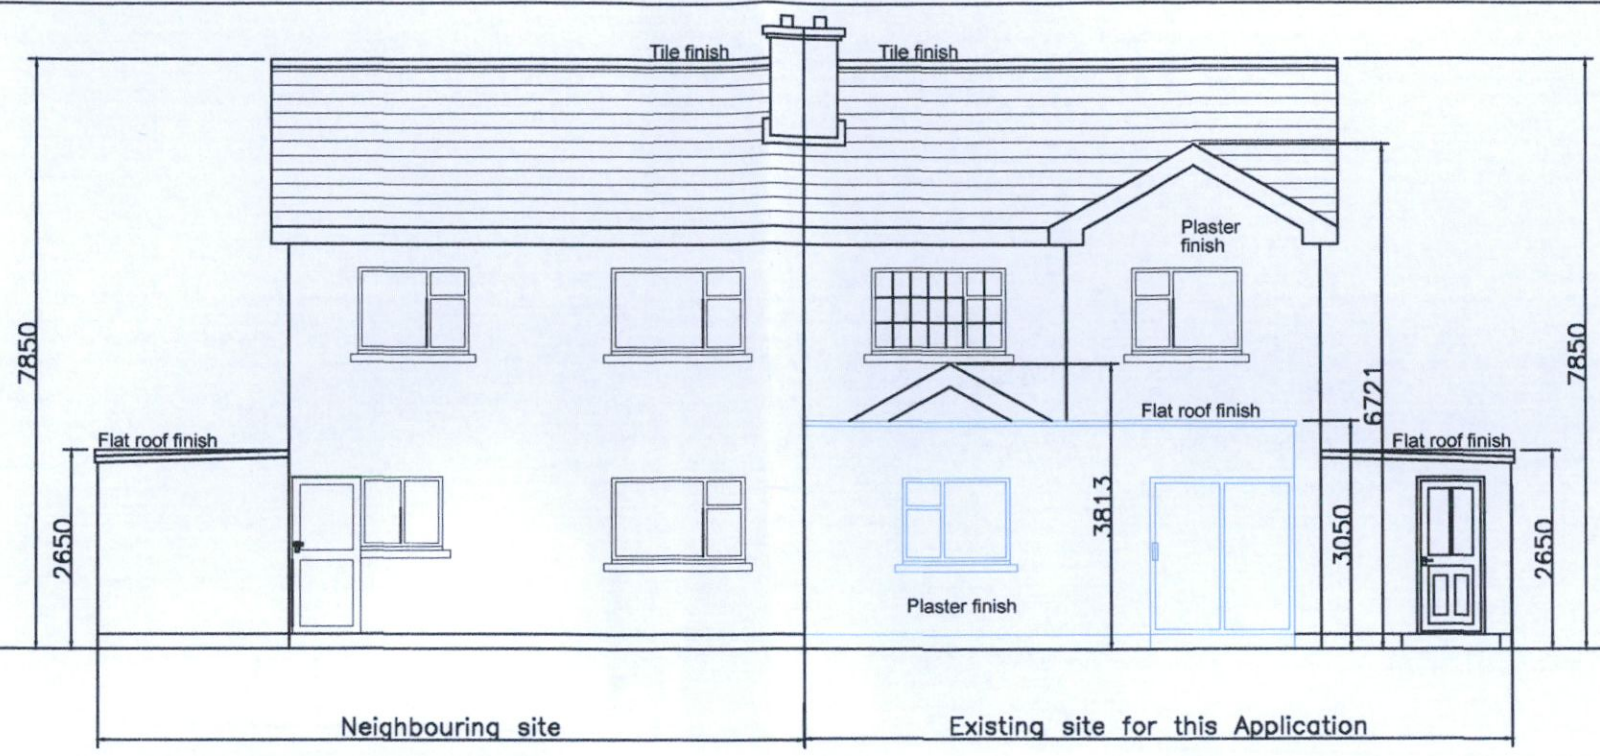 Tile finish
Tile finish
Plaster
finish
7850
7850
6721
Flat roof finish
Flat roof finish
Flat roof finish
3813
3050
2650
2650
Plaster finish
Neighbouring site
Existing site for this Application